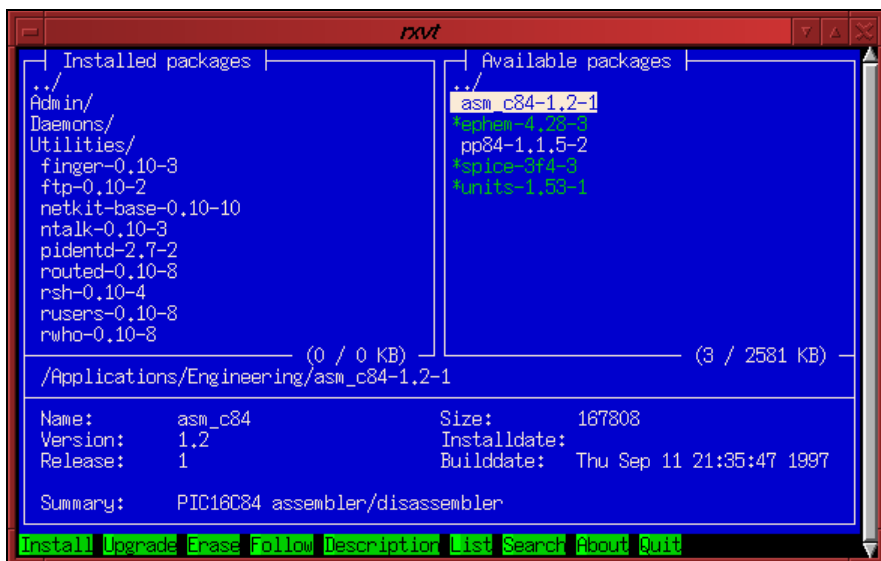 rxvt
Installed packages
../
Admin/
Daemons/
Utilities/
finger-0.10-3
ftp-0.10-2
netkit-base-0.10-10
ntalk-0.10-3
pidentd-2.7-2
routed-0.10-8
rsh-0.10-4
rusers-0.10-8
rwho-0.10-8
(0 / 0 KB)
Available packages
../
asm_c84-1.2-1
*ephem-4.28-3
pp84-1.1.5-2
*spice-3f4-3
*units-1.53-1
(3 / 2581 KB)
/Applications/Engineering/asm_c84-1.2-1
Name: asm_c84 Size: 167808
Version: 1.2 Installdate:
Release: 1 Builddate: Thu Sep 11 21:35:47 1997
Summary: PIC16C84 assembler/disassembler
Install Upgrade Erase Follow Description List Search About Quit